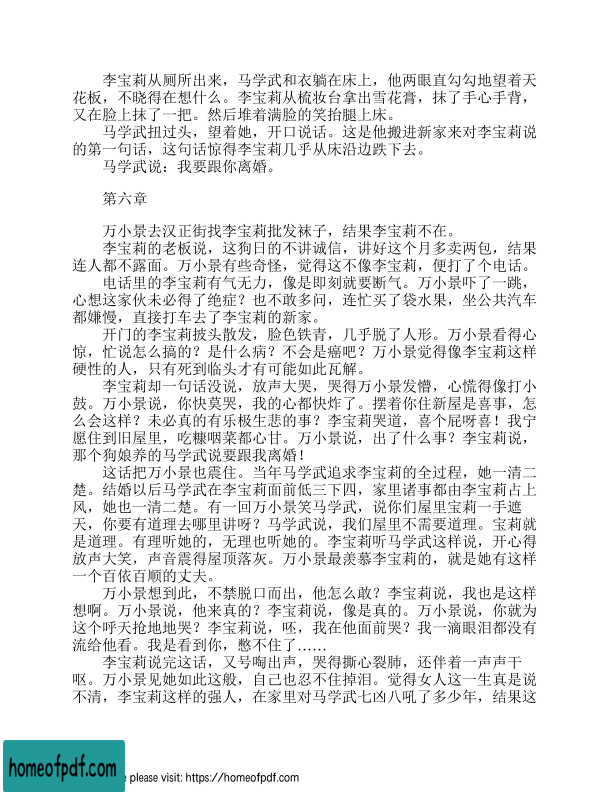 李宝莉从厕所出来，马学武和衣躺在床上，他两眼直勾勾地望着天
花板，不晓得在想什么。李宝莉从梳妆台拿出雪花膏，抹了手心手背，
又在脸上抹了一把。然后堆着满脸的笑抬腿上床。
马学武扭过头，望着她，开口说话。这是他搬进新家来对李宝莉说
的第一句话，这句话惊得李宝莉几乎从床沿边跌下去。
马学武说：我要跟你离婚。
第六章
万小景去汉正街找李宝莉批发袜子，结果李宝莉不在。
李宝莉的老板说，这狗日的不讲诚信，讲好这个月多卖两包，结果
连人都不露面。万小景有些奇怪，觉得这不像李宝莉，便打了个电话。
电话里的李宝莉有气无力，像是即刻就要断气。万小景吓了一跳，
心想这家伙未必得了绝症？也不敢多问，连忙买了袋水果，坐公共汽车
都嫌慢，直接打车去了李宝莉的新家。
开门的李宝莉披头散发，脸色铁青，几乎脱了人形。万小景看得心
惊，忙说怎么搞的？是什么病？不会是癌吧？万小景觉得像李宝莉这样
硬性的人，只有死到临头才有可能如此瓦解。
李宝莉却一句话没说，放声大哭，哭得万小景发懵，心慌得像打小
鼓。万小景说，你快莫哭，我的心都快炸了。摆着你住新屋是喜事，怎
么会这样？未必真的有乐极生悲的事？李宝莉哭道，喜个屁呀喜！我宁
愿住到旧屋里，吃糠咽菜都心甘。万小景说，出了什么事？李宝莉说，
那个狗娘养的马学武说要跟我离婚！
这话把万小景也震住。当年马学武追求李宝莉的全过程，她一清二
楚。结婚以后马学武在李宝莉面前低三下四，家里诸事都由李宝莉占上
风，她也一清二楚。有一回万小景笑马学武，说你们屋里宝莉一手遮
天，你要有道理去哪里讲呀？马学武说，我们屋里不需要道理。宝莉就
是道理。有理听她的，无理也听她的。李宝莉听马学武这样说，开心得
放声大笑，声音震得屋顶落灰。万小景最羡慕李宝莉的，就是她有这样
一个百依百顺的丈夫。
万小景想到此，不禁脱口而出，他怎么敢？李宝莉说，我也是这样
想啊。万小景说，他来真的？李宝莉说，像是真的。万小景说，你就为
这个呼天抢地地哭？李宝莉说，呸，我在他面前哭？我一滴眼泪都没有
流给他看。我是看到你，憋不住了……
李宝莉说完这话，又号啕出声，哭得撕心裂肺，还伴着一声声干
呕。万小景见她如此这般，自己也忍不住掉泪。觉得女人这一生真是说
不清，李宝莉这样的强人，在家里对马学武七凶八吼了多少年，结果这
homeofpdf.com
e please visit: https://homeofpdf.com